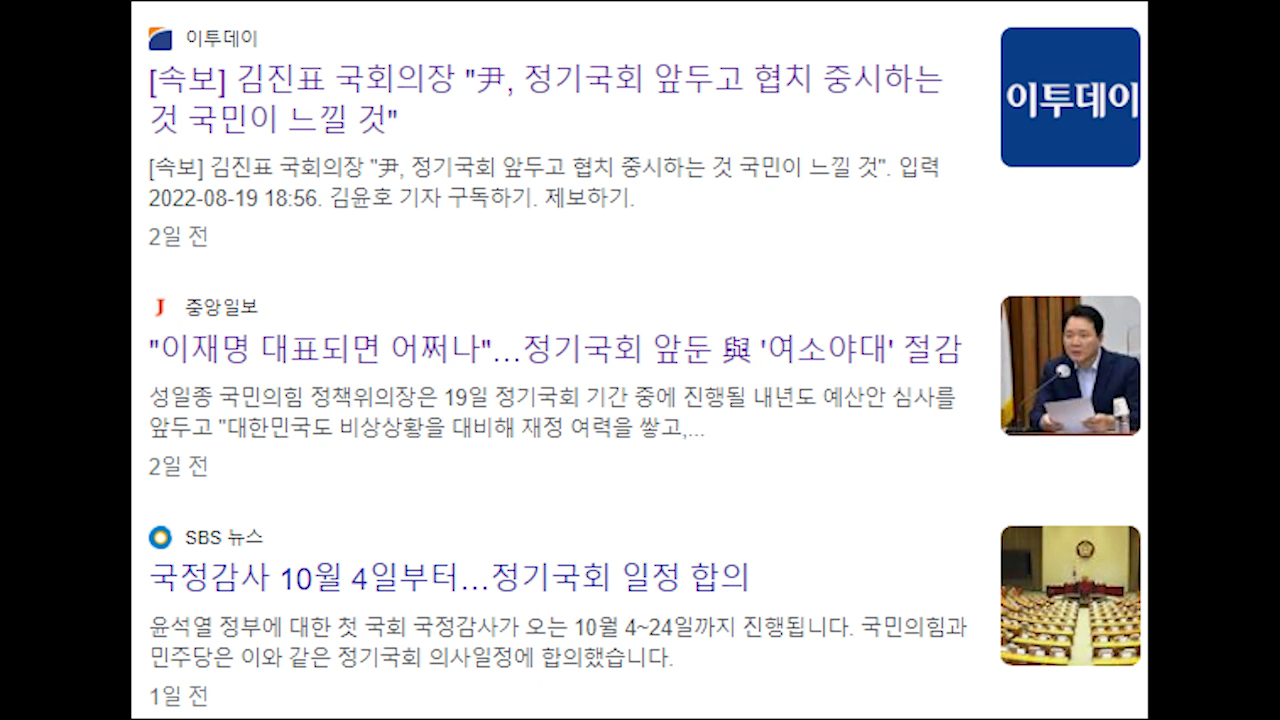 이투데이
[속보] 김진표 국회의장 "尹, 정기국회 앞두고 협치 중시하는
것 국민이 느낄 것"
이투데이
[속보] 김진표 국회의장 "尹, 정기국회 앞두고 협치 중시하는 것 국민이 느낄 것". 입력
2022-08-19 18:56. 김윤호 기자 구독하기. 제보하기.
2일 전
J 중앙일보
"이재명 대표되면 어쩌나"...정기국회 앞둔 與 '여소야대' 절감
성일종 국민의힘 정책위의장은 19일 정기국회 기간 중에 진행될 내년도 예산안 심사를
앞두고 "대한민국도 비상상황을 대비해 재정 여력을 쌓고,...
2일 전
SBS 뉴스
국정감사 10월 4일부터...정기국회 일정 합의
윤석열 정부에 대한 첫 국회 국정감사가 오는 10월 4~24일까지 진행됩니다. 국민의힘과
민주당은 이와 같은 정기국회 의사일정에 합의했습니다.
1일 전